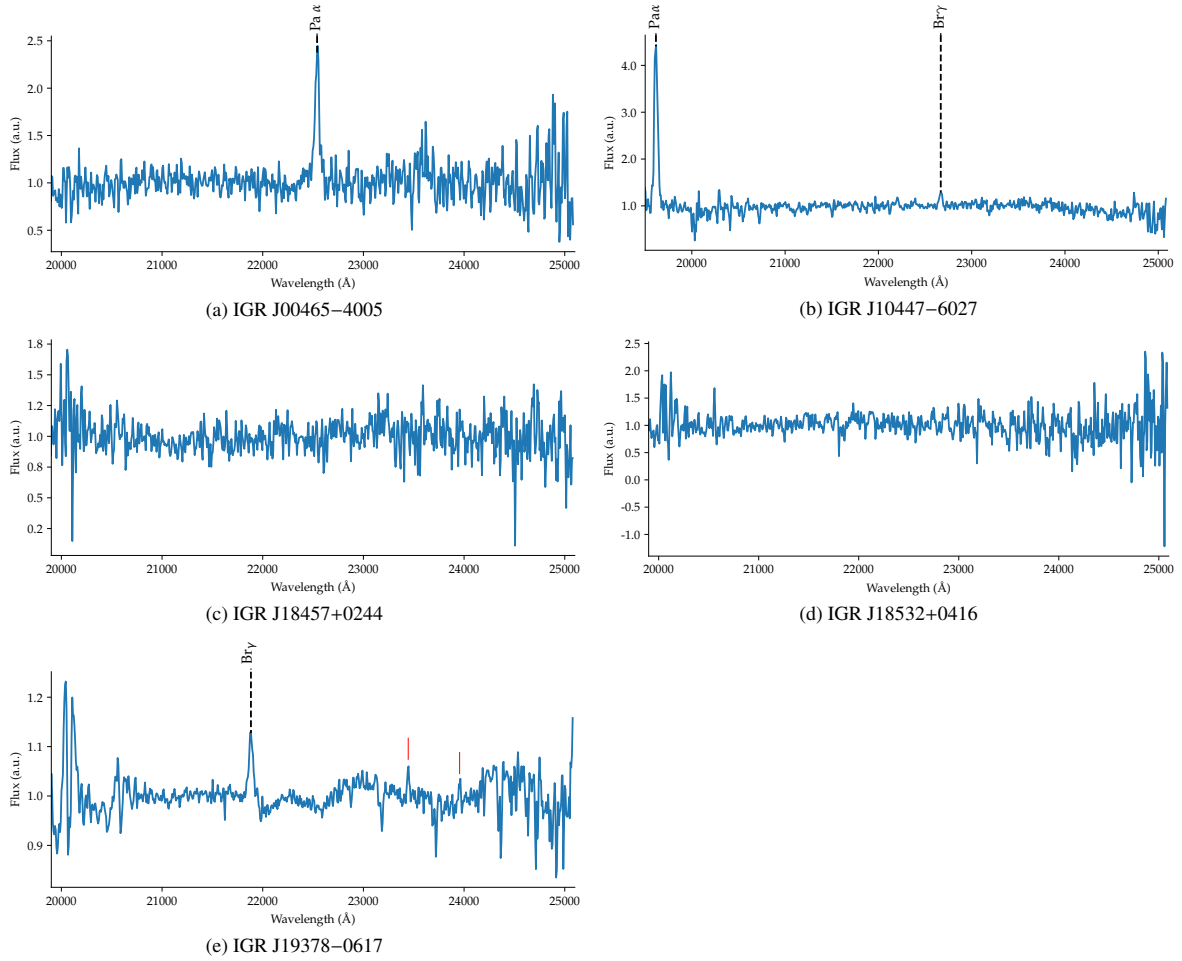 Pa α
2.5
2.0
1.5
1.0
0.5
Flux (a.u.)
20000 21000 22000 23000 24000 25000
Wavelength (Å)
(a) IGR J00465−4005
Paα
Brγ
4.0
3.0
2.0
1.0
Flux (a.u.)
20000 21000 22000 23000 24000 25000
Wavelength (Å)
(b) IGR J10447−6027
1.8
1.5
1.2
1.0
0.8
0.5
0.2
Flux (a.u.)
20000 21000 22000 23000 24000 25000
Wavelength (Å)
(c) IGR J18457+0244
2.5
2.0
1.5
1.0
0.5
0.0
-1.0
Flux (a.u.)
20000 21000 22000 23000 24000 25000
Wavelength (Å)
(d) IGR J18532+0416
Brγ
1.2
1.1
1.0
0.9
Flux (a.u.)
20000 21000 22000 23000 24000 25000
Wavelength (Å)
(e) IGR J19378−0617